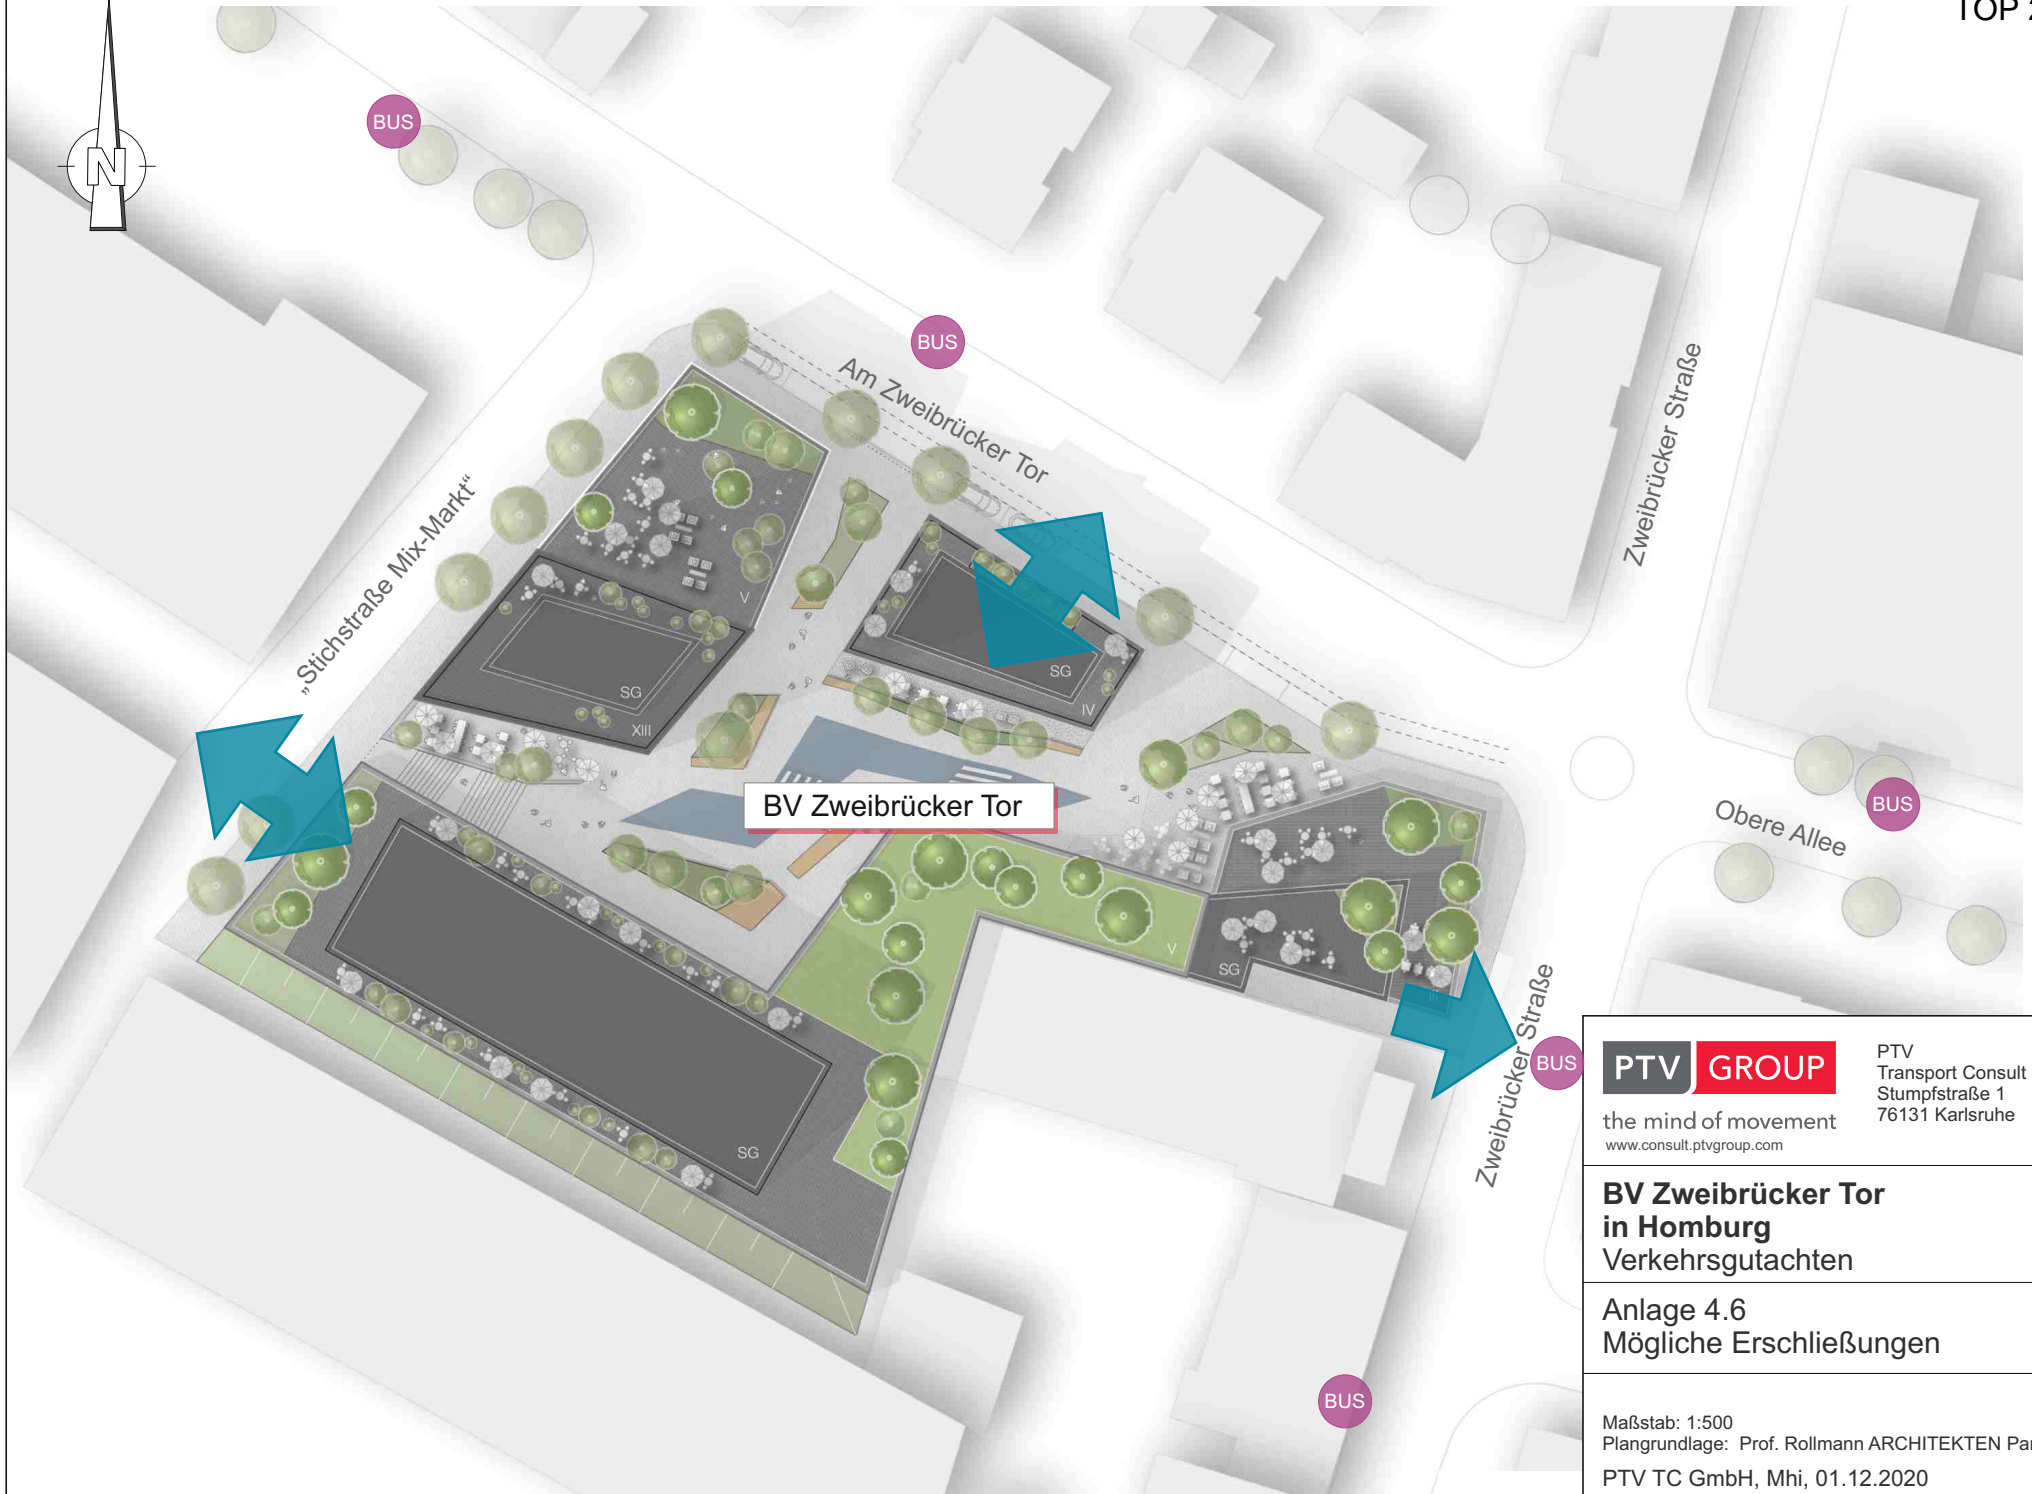 TOP
N
BUS
BUS
Am Zweibrücker Tor
Zweibrücker Straße
„Stichstraße Mix-Markt“
V
SG
XIII
SG
IV
BV Zweibrücker Tor
Obere Allee
BUS
V
SG
Zweibrücker Straße
BUS
SG
BUS
PTV GROUP
the mind of movement
www.consult.ptvgroup.com
PTV
Transport Consult
Stumpfstraße 1
76131 Karlsruhe
BV Zweibrücker Tor
in Homburg
Verkehrsgutachten
Anlage 4.6
Mögliche Erschließungen
Maßstab: 1:500
Plangrundlage: Prof. Rollmann ARCHITEKTEN
PTV TC GmbH, Mhi, 01.12.2020